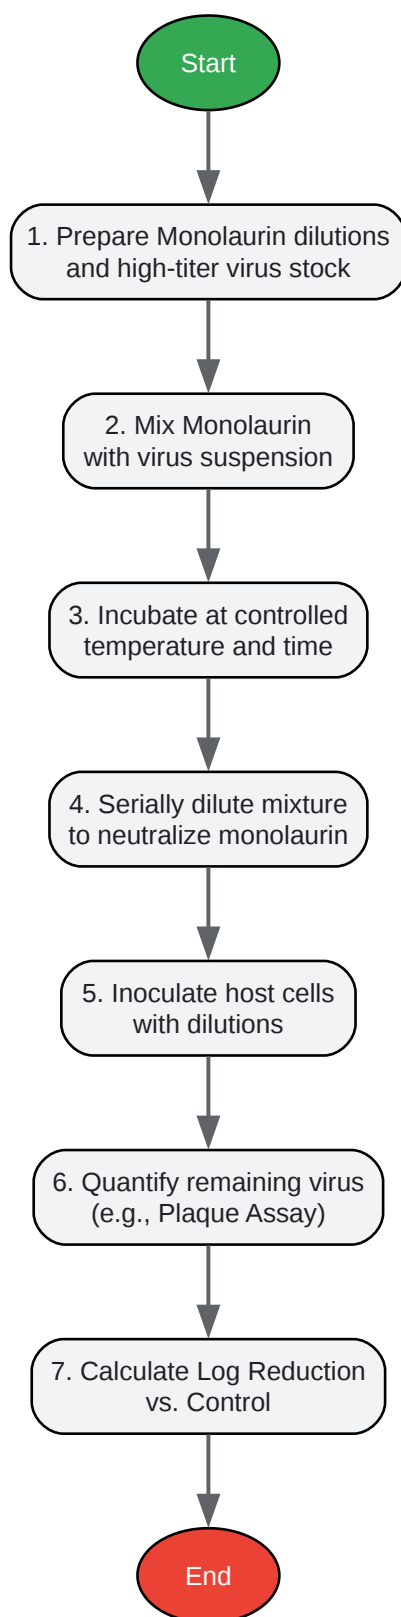 Start
1. Prepare Monolaurin dilutions
and high-titer virus stock
2. Mix Monolaurin
with virus suspension
3. Incubate at controlled
temperature and time
4. Serially dilute mixture
to neutralize monolaurin
5. Inoculate host cells
with dilutions
6. Quantify remaining virus
(e.g., Plaque Assay)
7. Calculate Log Reduction
vs. Control
End